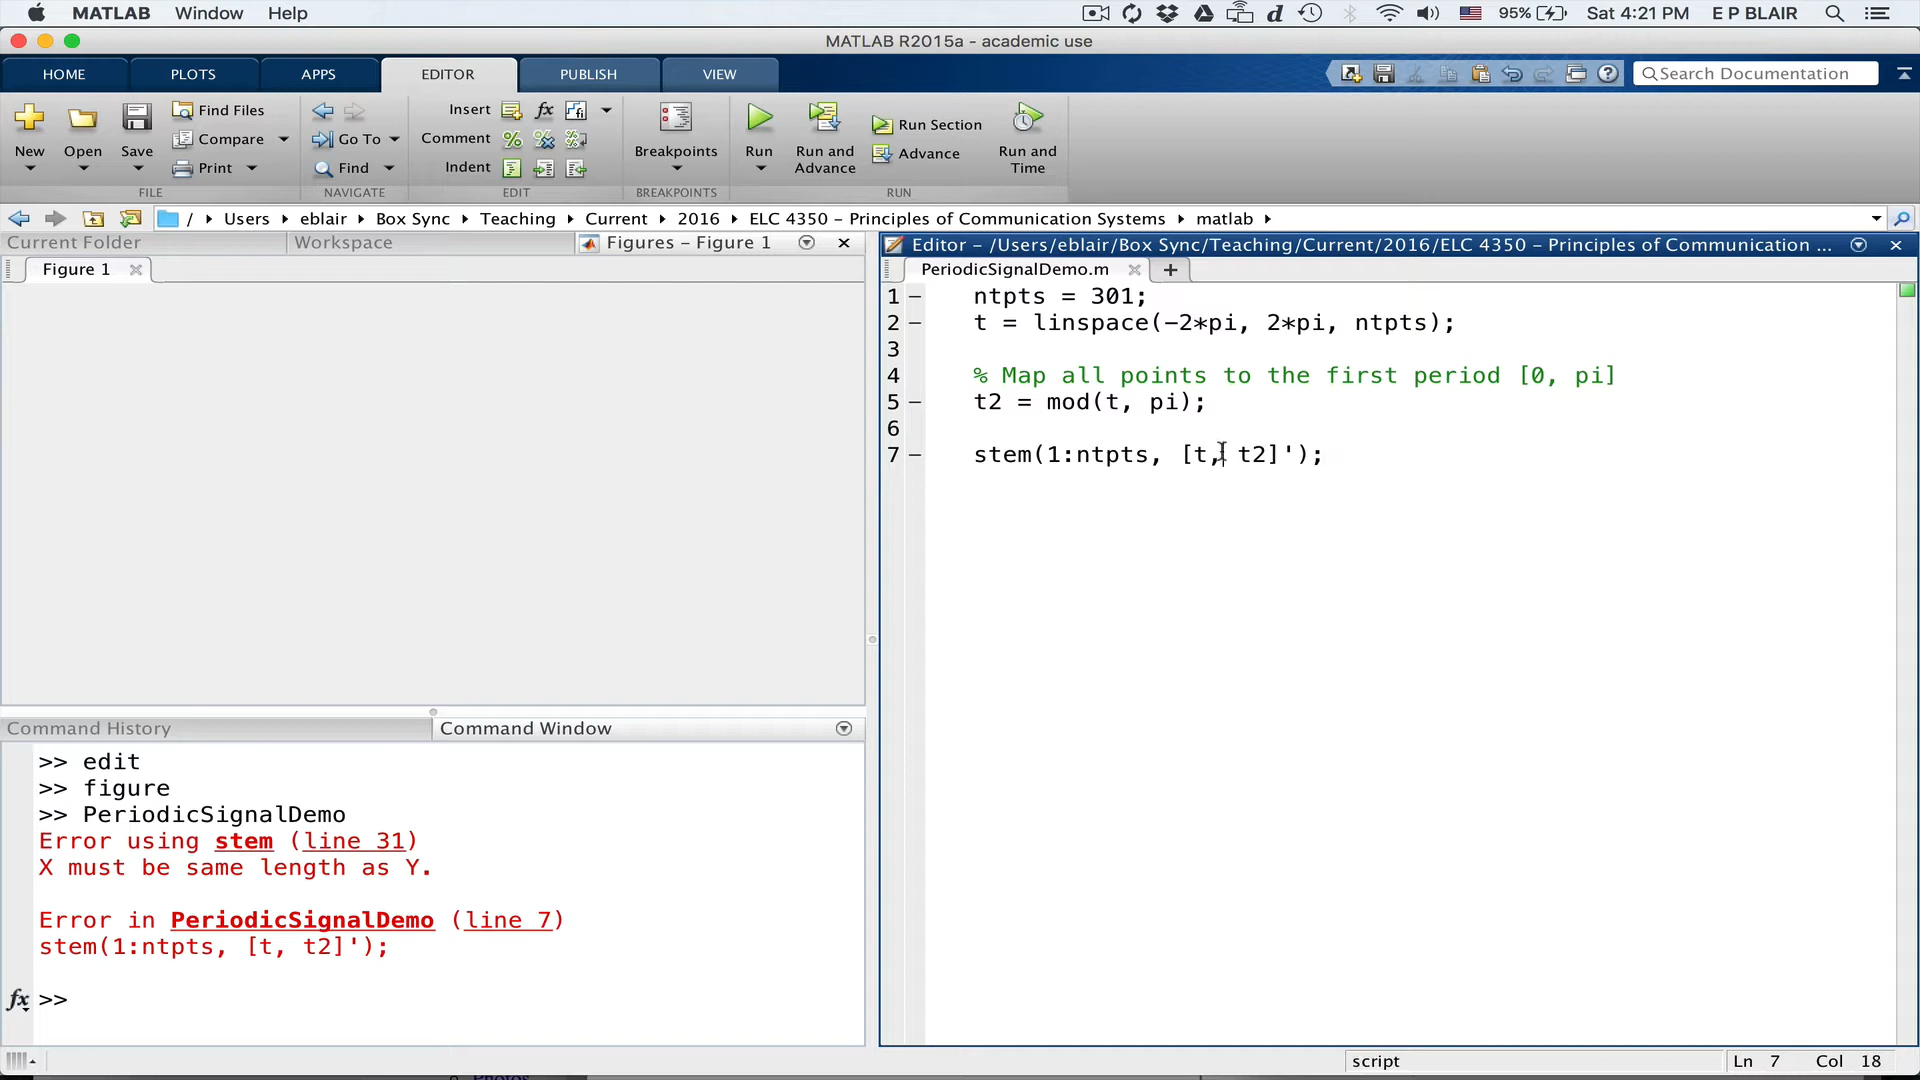 MATLAB Window Help 95% Sat 4:21 PM E P BLAIR
MATLAB R2015a - academic use
HOME PLOTS APPS EDITOR PUBLISH VIEW Search Documentation
New Open Save Find Files Compare Print Go To Find Insert fx Comment Indent Breakpoints Run Run and Advance Run Section Advance Run and Time
FILE NAVIGATE EDIT BREAKPOINTS RUN
/ Users eblair Box Sync Teaching Current 2016 ELC 4350 – Principles of Communication Systems matlab
Current Folder Workspace Figures – Figure 1
Editor – /Users/eblair/Box Sync/Teaching/Current/2016/ELC 4350 – Principles of Communication ...
Figure 1
PeriodicSignalDemo.m
1 – ntpts = 301;
2 – t = linspace(-2*pi, 2*pi, ntpts);
3
4 % Map all points to the first period [0, pi]
5 – t2 = mod(t, pi);
6
7 – stem(1:ntpts, [t, t2]');
Command History Command Window
>> edit
>> figure
>> PeriodicSignalDemo
Error using stem (line 31)
X must be same length as Y.
Error in PeriodicSignalDemo (line 7)
stem(1:ntpts, [t, t2]');
fx >>
script Ln 7 Col 18
Photos